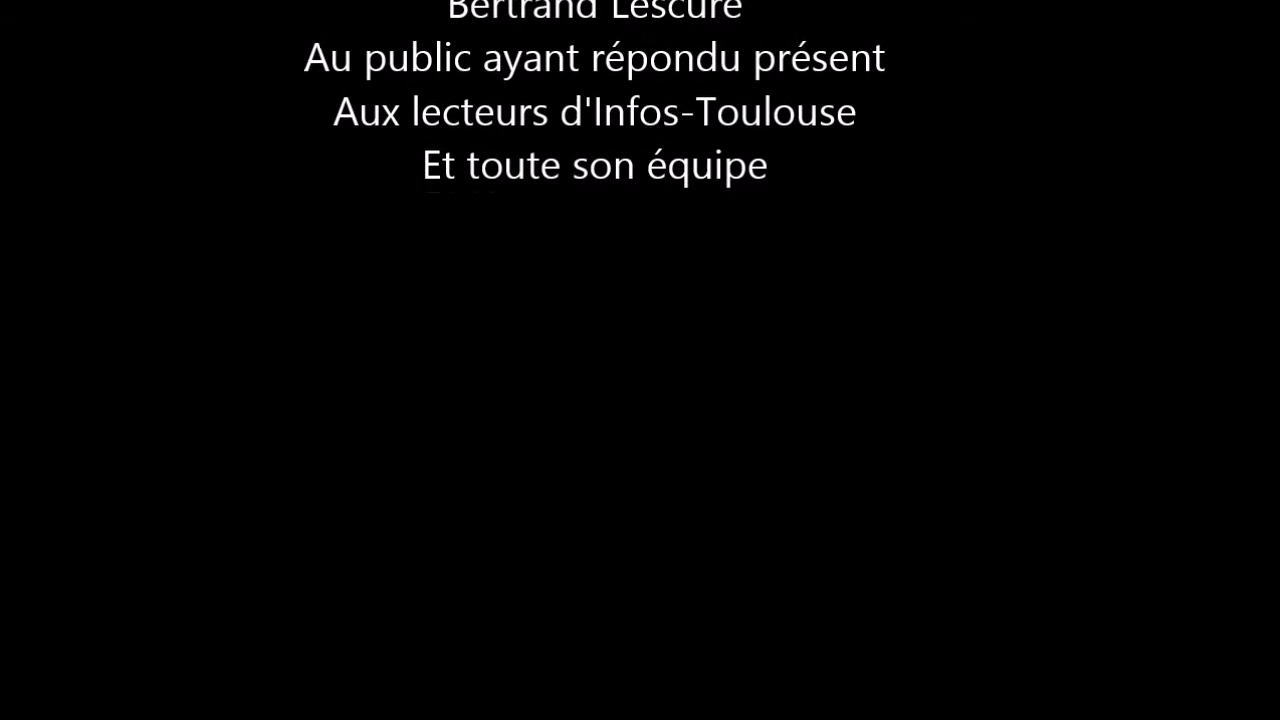 Bertrand Lescure
Au public ayant répondu présent
Aux lecteurs d'Infos-Toulouse
Et toute son équipe